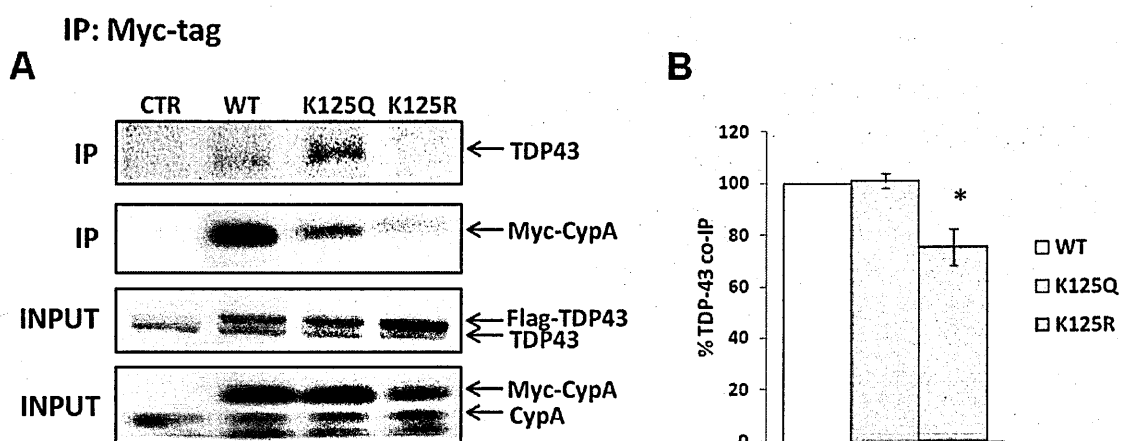 IP: Myc-tag
A
CTR WT K125Q K125R
IP
TDP43
IP
Myc-CypA
INPUT
Flag-TDP43
TDP43
INPUT
Myc-CypA
CypA
B
% TDP-43 co-IP
120
100
80
60
40
20
0
*
WT
K125Q
K125R